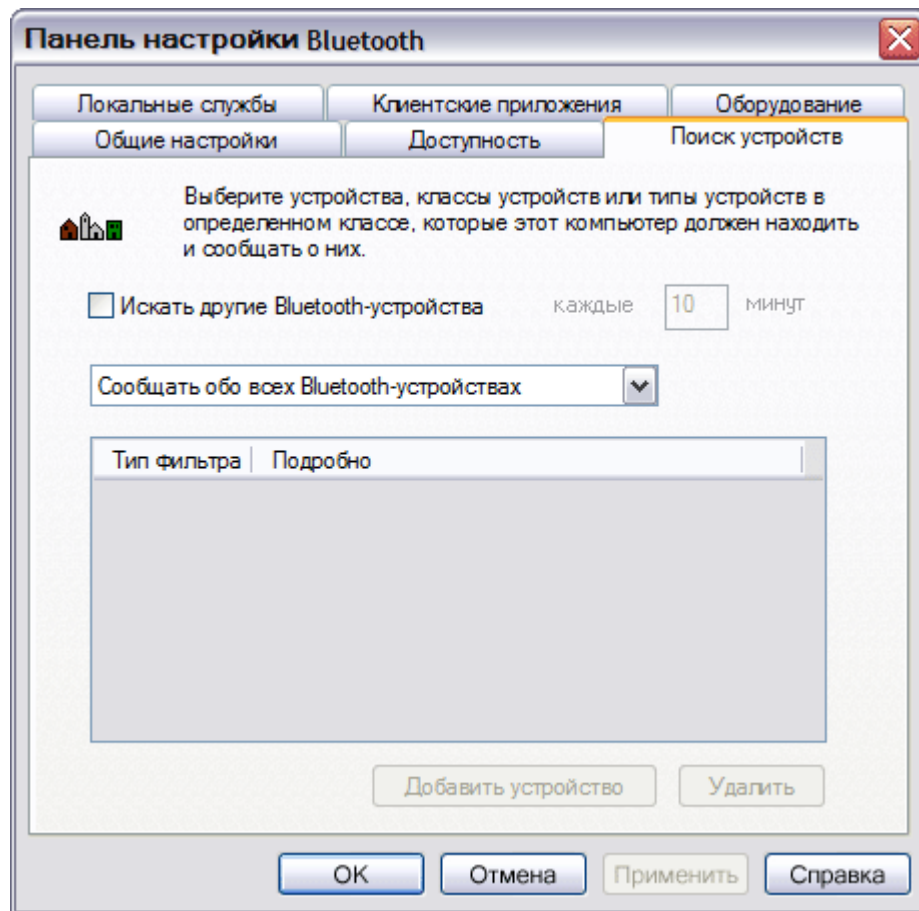 Панель настройки Bluetooth
Локальные службы Клиентские приложения Оборудование
Общие настройки Доступность Поиск устройств
Выберите устройства, классы устройств или типы устройств в
определенном классе, которые этот компьютер должен находить
и сообщать о них.
Искать другие Bluetooth-устройства каждые 10 минут
Сообщать обо всех Bluetooth-устройствах
Тип фильтра Подробно
Добавить устройство Удалить
OK Отмена Применить Справка